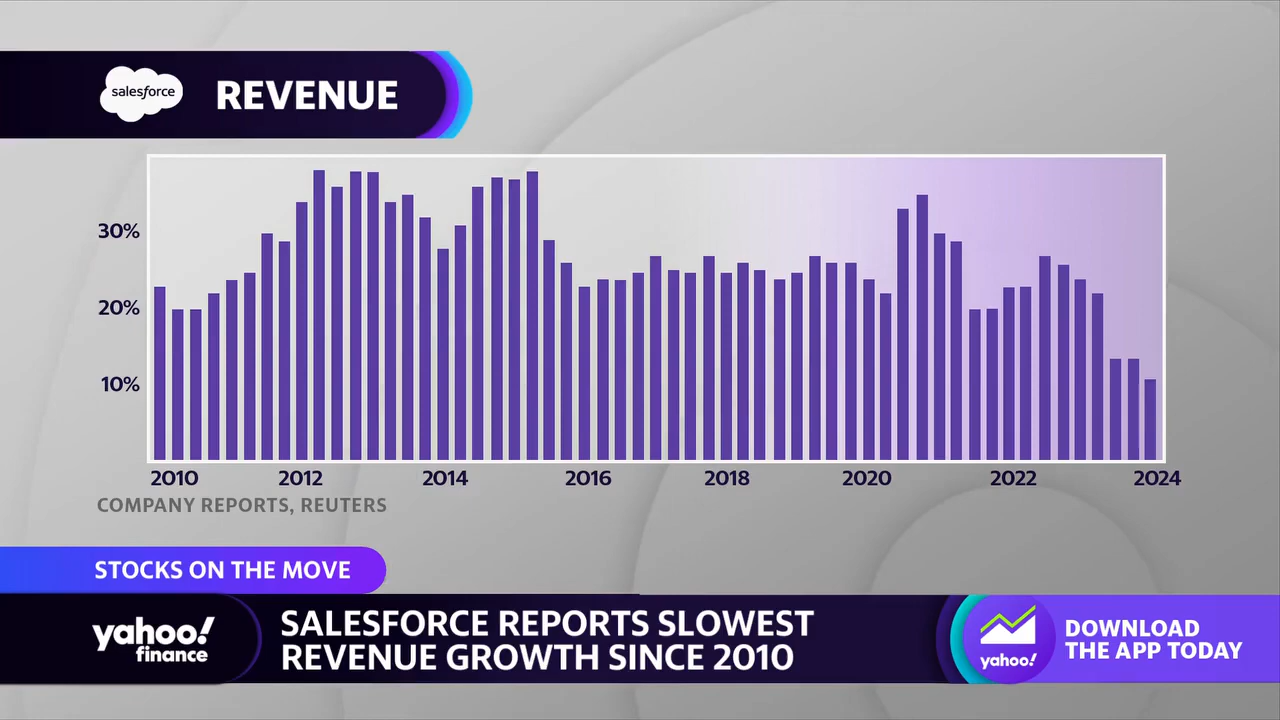 salesforce
REVENUE
30%
20%
10%
2010 2012 2014 2016 2018 2020 2022 2024
COMPANY REPORTS, REUTERS
STOCKS ON THE MOVE
yahoo!
finance
SALESFORCE REPORTS SLOWEST
REVENUE GROWTH SINCE 2010
yahoo!
DOWNLOAD
THE APP TODAY